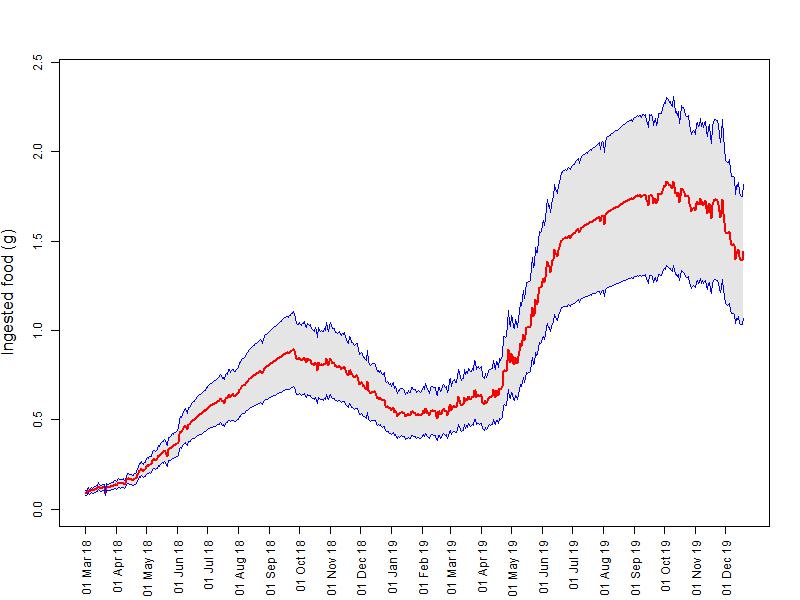 Ingested food (g)
2.5
2.0
1.5
1.0
0.5
0.0
01 Mar 18
01 Apr 18
01 May 18
01 Jun 18
01 Jul 18
01 Aug 18
01 Sep 18
01 Oct 18
01 Nov 18
01 Dec 18
01 Jan 19
01 Feb 19
01 Mar 19
01 Apr 19
01 May 19
01 Jun 19
01 Jul 19
01 Aug 19
01 Sep 19
01 Oct 19
01 Nov 19
01 Dec 19